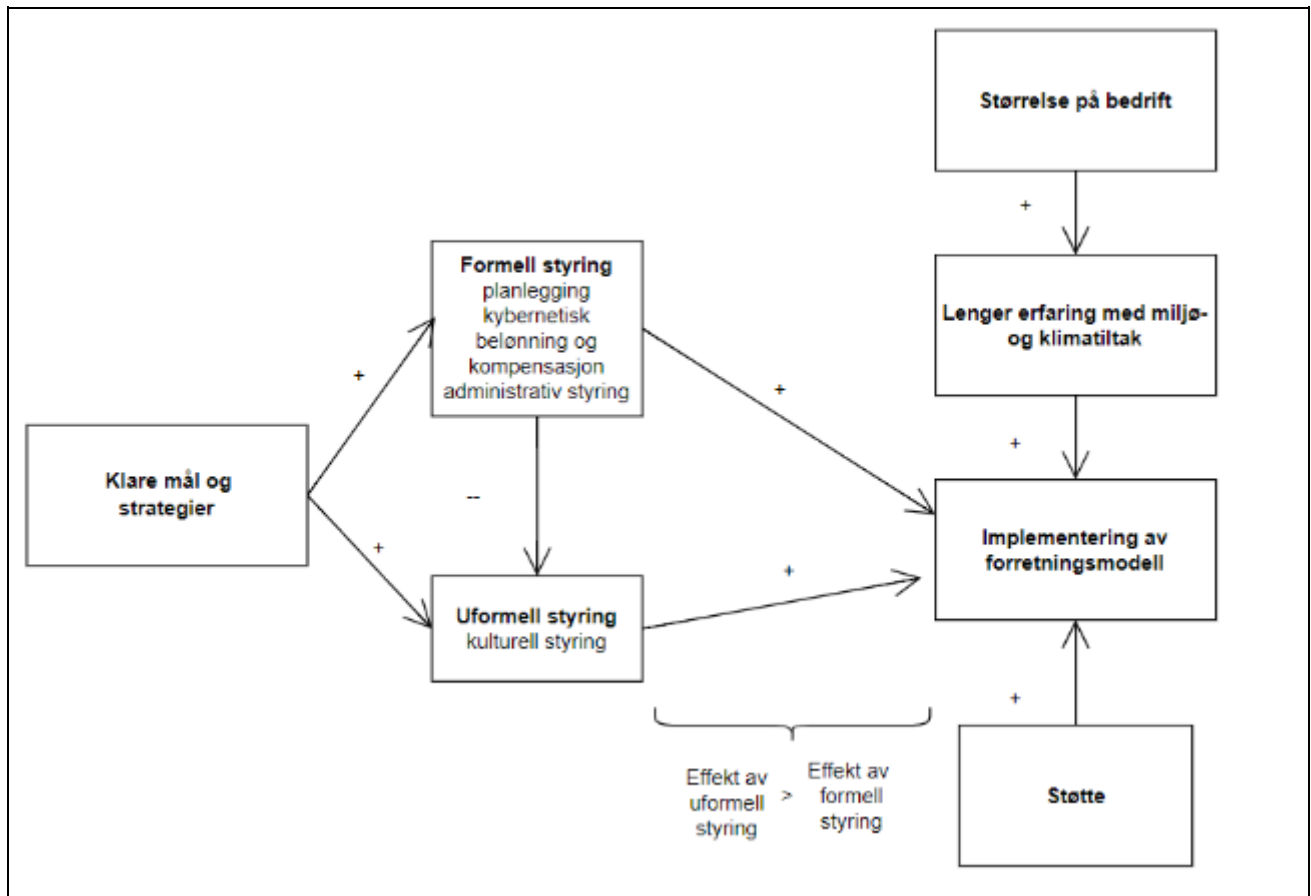 Størrelse på bedrift
+
Formell styring
planlegging
kybernetisk
belønning og
kompensasjon
administrativ styring
Lenger erfaring med miljø-
og klimatiltak
+
+
+
Klare mål og
strategier
--
+
Implementering av
forretningsmodell
+
Uformell styring
kulturell styring
+
Effekt av
uformell
styring
>
Effekt av
formell
styring
Støtte